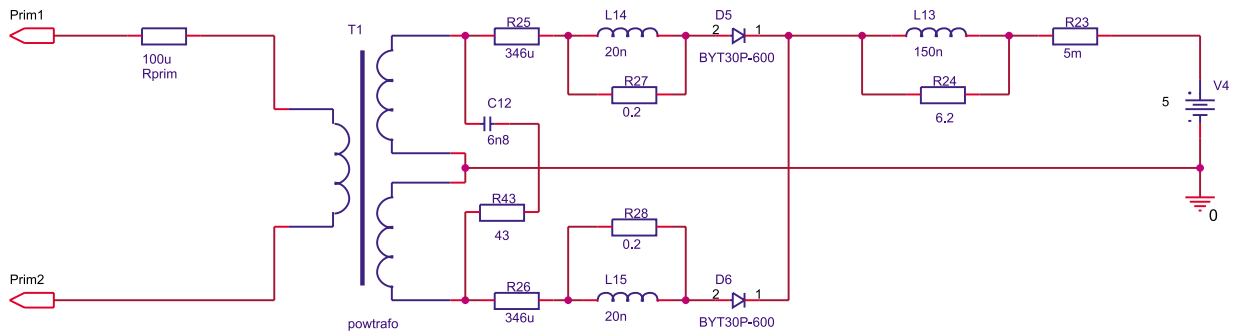 Prim1
100u
Rprim
T1
R25
346u
L14
20n
R27
0.2
D5
2
1
BYT30P-600
L13
150n
R24
6.2
R23
5m
V4
5
C12
6n8
R43
43
R28
0.2
0
Prim2
powtrafo
R26
346u
L15
20n
D6
2
1
BYT30P-600